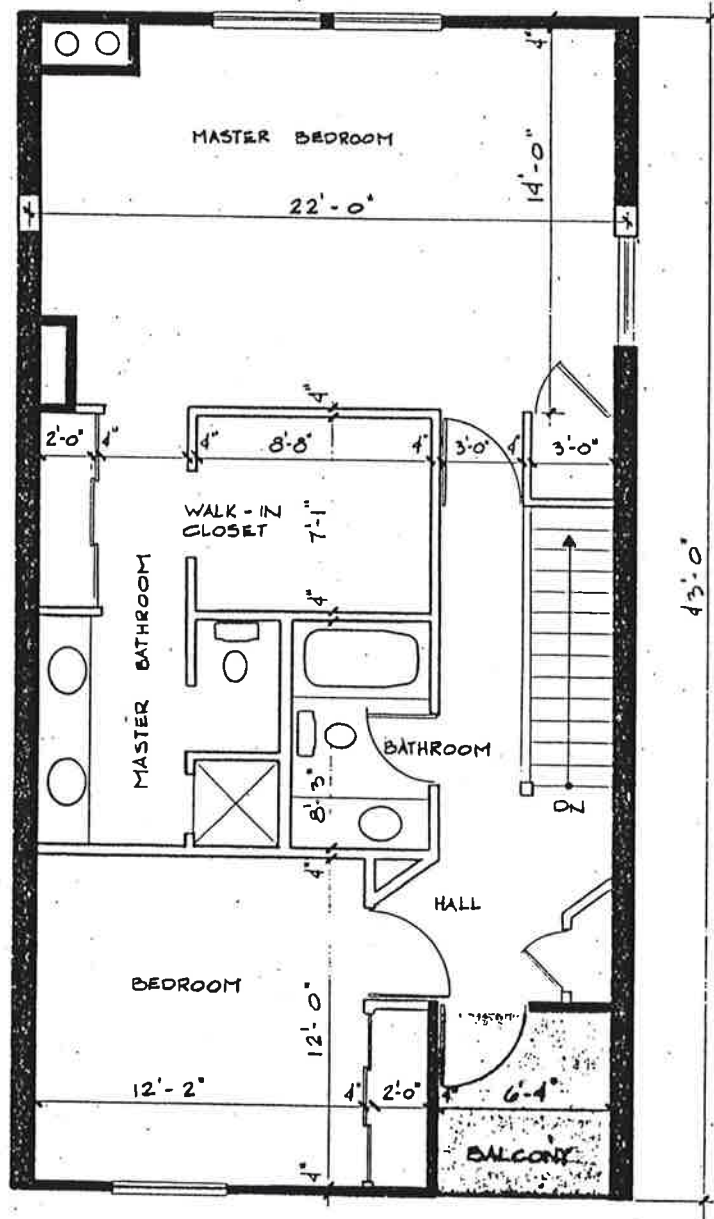 4"
MASTER BEDROOM
14'-0"
22'-0"
4"
2'-0"
4"
4"
8'-8"
4"
3'-0"
4"
3'-0"
WALK-IN
CLOSET
7'-1"
4"
43'-0"
MASTER BATHROOM
BATHROOM
8'-3"
DN
4"
HALL
BEDROOM
12'-0"
12'-2"
4"
2'-0"
4"
6'-4"
BALCONY
4"